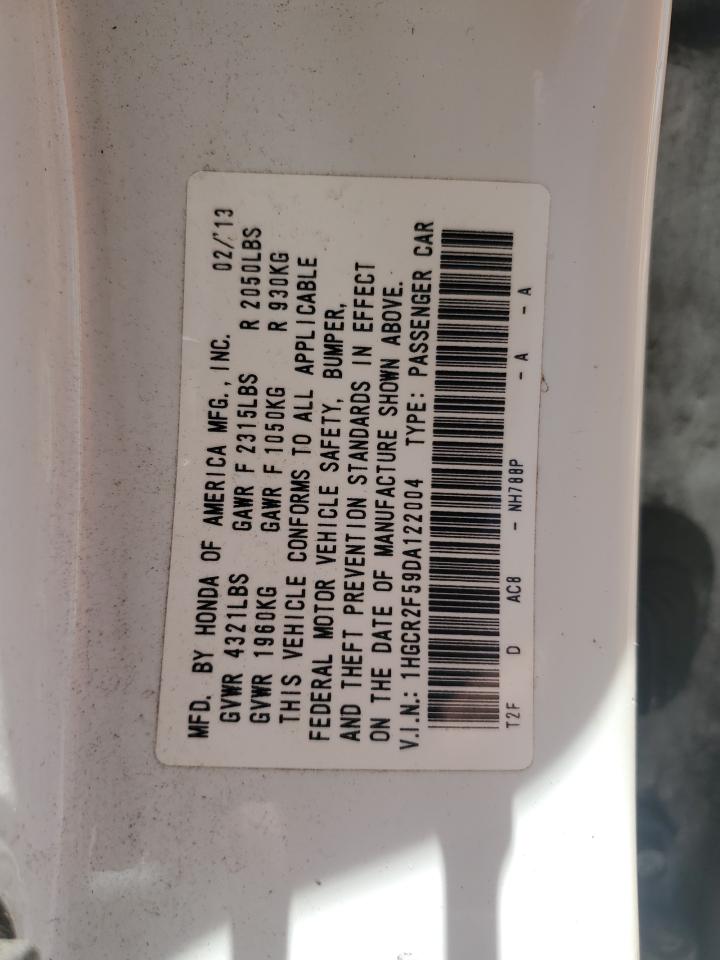 MFD. BY HONDA OF AMERICA MFG., INC. 02/'13
GVWR 4321LBS GAWR F 2315LBS R 2050LBS
GVWR 1960KG GAWR F 1050KG R 930KG
THIS VEHICLE CONFORMS TO ALL APPLICABLE
FEDERAL MOTOR VEHICLE SAFETY, BUMPER,
AND THEFT PREVENTION STANDARDS IN EFFECT
ON THE DATE OF MANUFACTURE SHOWN ABOVE.
V.I.N.: 1HGCR2F59DA122004 TYPE: PASSENGER CAR
T2F D AC8 - NH788P - A - A